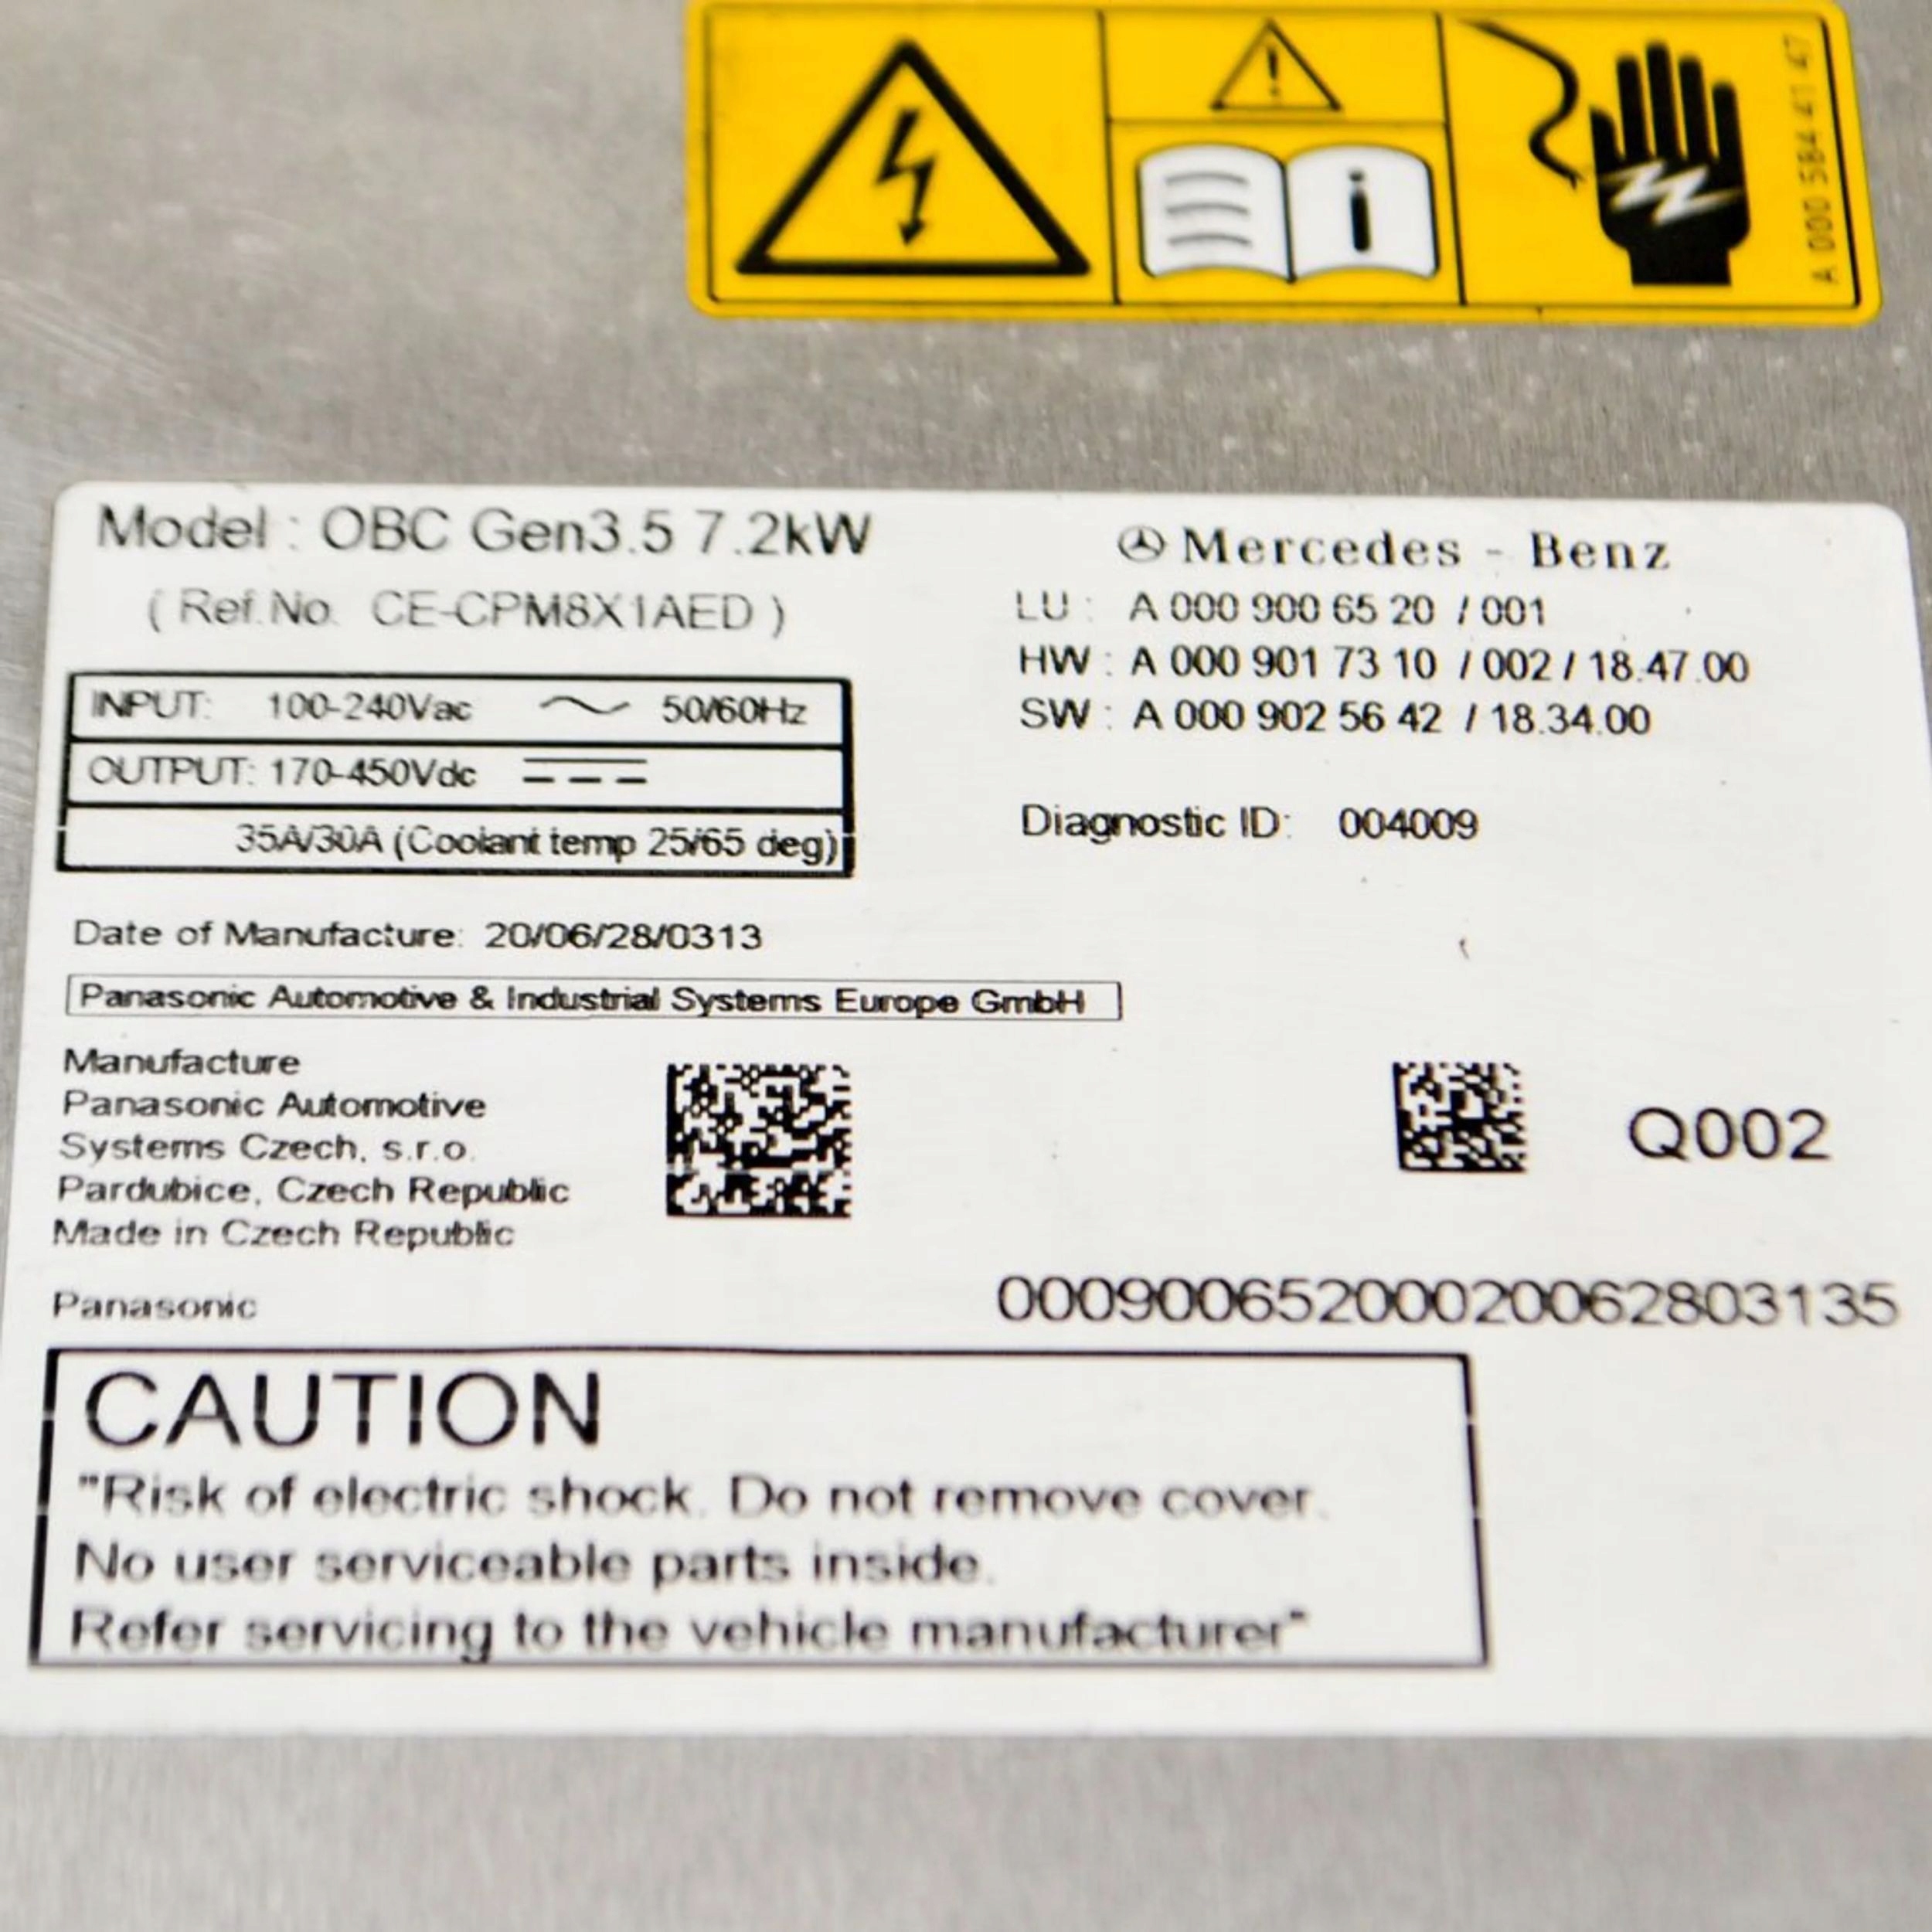 A 000 584 41 47
Model : OBC Gen3.5 7.2kW
( Ref.No. CE-CPM8X1AED )
INPUT: 100-240Vac 50/60Hz
OUTPUT: 170-450Vdc
35A/30A (Coolant temp 25/65 deg)
Mercedes - Benz
LU : A 000 900 65 20 / 001
HW : A 000 901 73 10 / 002 / 18.47.00
SW : A 000 902 56 42 / 18.34.00
Diagnostic ID: 004009
Date of Manufacture: 20/06/28/0313
Panasonic Automotive & Industrial Systems Europe GmbH
Manufacture
Panasonic Automotive
Systems Czech, s.r.o.
Pardubice, Czech Republic
Made in Czech Republic
Q002
Panasonic
00090065200020062803135
CAUTION
"Risk of electric shock. Do not remove cover.
No user serviceable parts inside.
Refer servicing to the vehicle manufacturer"